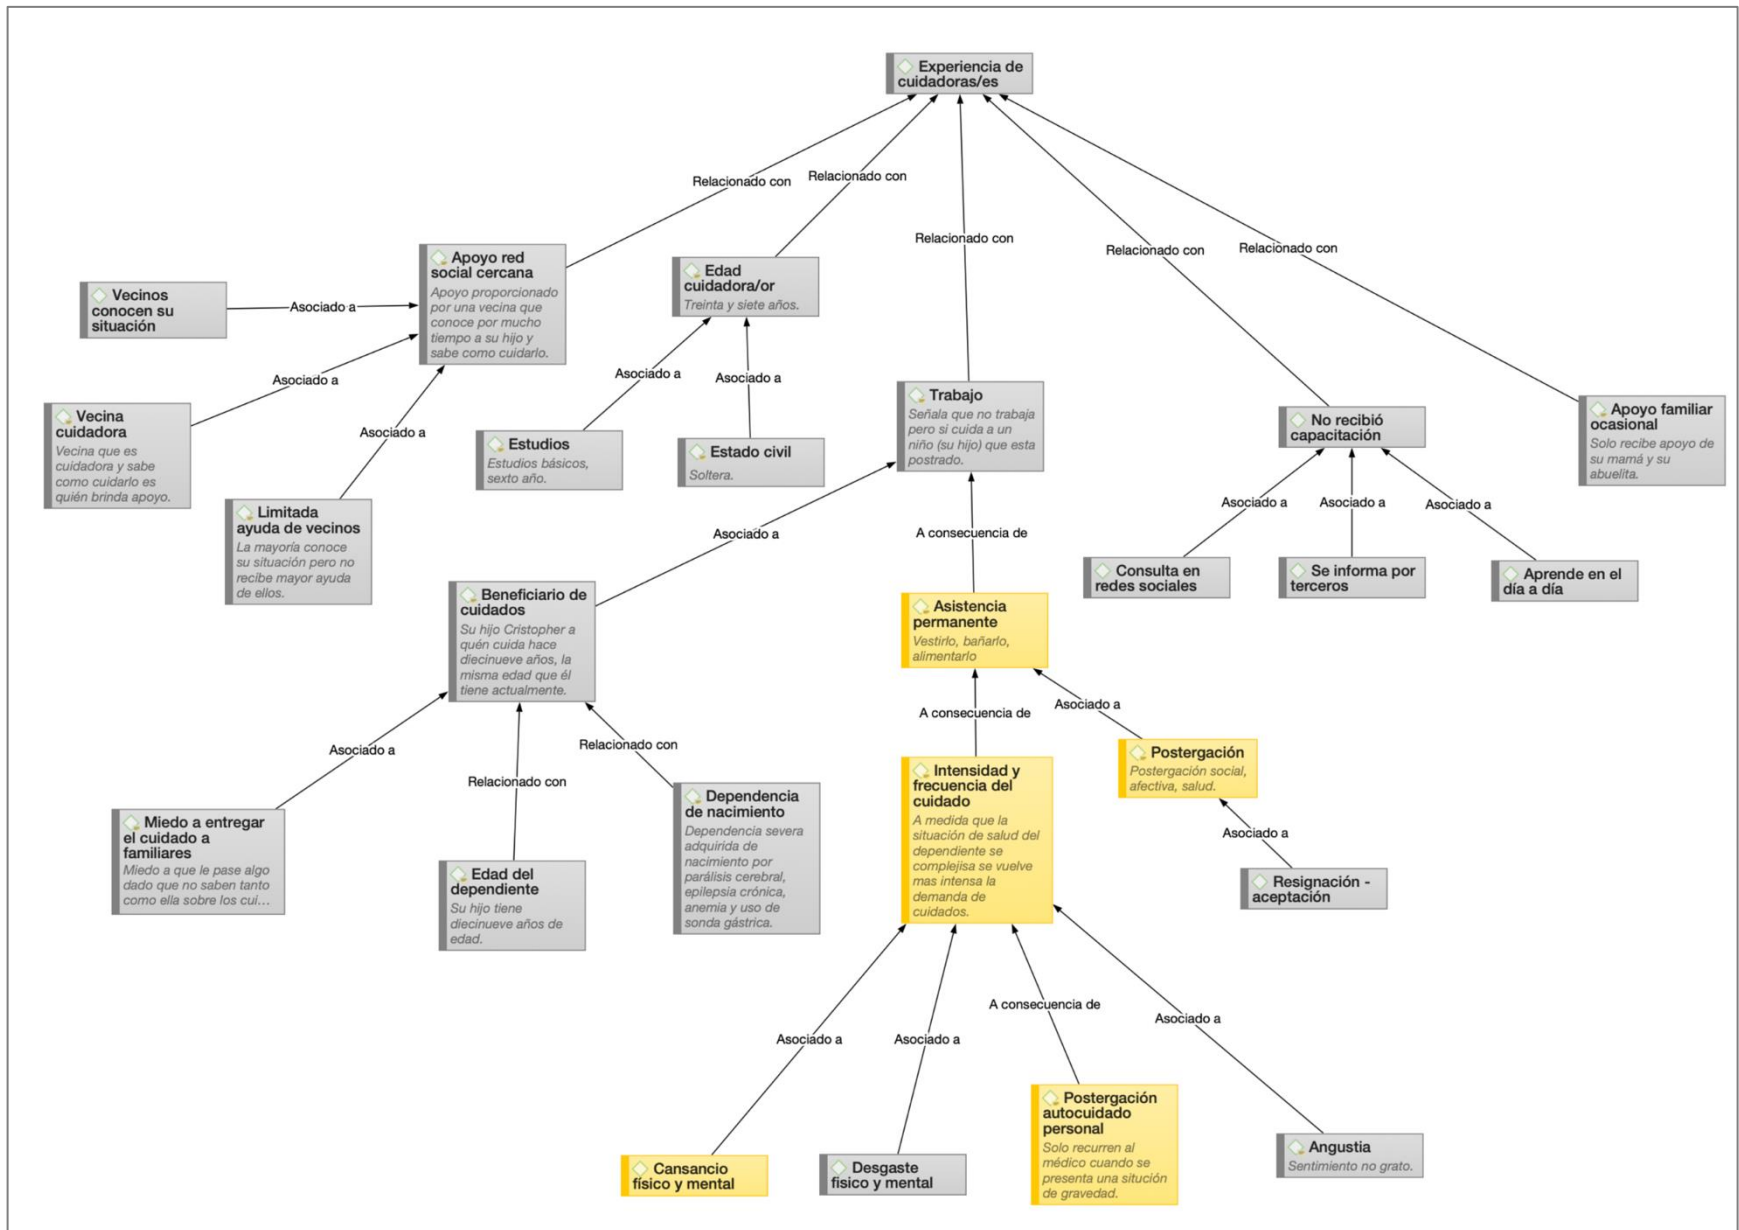 Experiencia de
cuidadoras/es
Relacionado con
Relacionado con
Relacionado con
Relacionado con
Relacionado con
Apoyo red
social cercana
Apoyo proporcionado
por una vecina que
conoce por mucho
tiempo a su hijo y
sabe como cuidarlo.
Edad
cuidadora/or
Treinta y siete años.
Vecinos
conocen su
situación
Asociado a
Asociado a
Asociado a
Vecina
cuidadora
Vecina que es
cuidadora y sabe
como cuidarlo es
quién brinda apoyo.
Limitada
ayuda de vecinos
La mayoría conoce
su situación pero no
recibe mayor ayuda
de ellos.
Asociado a
Asociado a
Estudios
Estudios básicos,
sexto año.
Estado civil
Soltera.
Trabajo
Señala que no trabaja
pero si cuida a un
niño (su hijo) que esta
postrado.
No recibió
capacitación
Apoyo familiar
ocasional
Solo recibe apoyo de
su mamá y su
abuelita.
Asociado a
Asociado a
Asociado a
Consulta en
redes sociales
Se informa por
terceros
Aprende en el
día a día
Asociado a
A consecuencia de
Beneficiario de
cuidados
Su hijo Cristopher a
quén cuida hace
diecinueve años, la
misma edad que él
tiene actualmente.
Asistencia
permanente
Vestirlo, bañarlo,
alimentarlo
A consecuencia de
Asociado a
Postergación
Postergación social,
afectiva, salud.
Asociado a
Resignación -
aceptación
Asociado a
Relacionado con
Relacionado con
Miedo a entregar
el cuidado a
familiares
Miedo a que le pase algo
dado que no saben tanto
como ella sobre los cui...
Edad del
dependiente
Su hijo tiene
diecinueve años de
edad.
Dependencia
de nacimiento
Dependencia severa
adquirida de
nacimiento por
parálisis cerebral,
epilepsia crónica,
anemia y uso de
sonda gástrica.
Intensidad y
frecuencia del
cuidado
A medida que la
situación de salud del
dependiente se
complejisa se vuelve
mas intensa la
demanda de
cuidados.
Asociado a
Asociado a
A consecuencia de
Asociado a
Cansancio
físico y mental
Desgaste
fisico y mental
Postergación
autocuidado
personal
Solo recurren al
médico cuando se
presenta una situción
de gravedad.
Angustia
Sentimiento no grato.